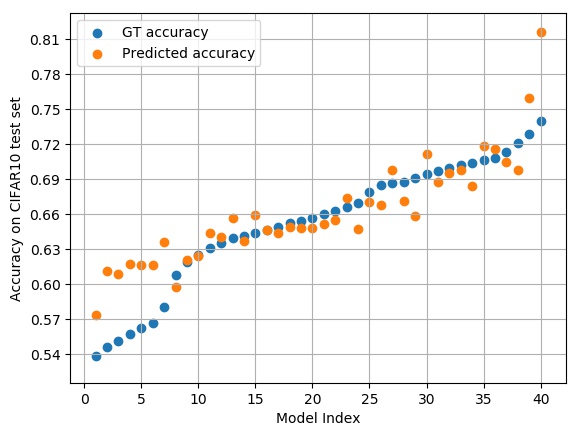 GT accuracy
Predicted accuracy
Accuracy on CIFAR10 test set
0.81
0.78
0.75
0.72
0.69
0.66
0.63
0.60
0.57
0.54
0 5 10 15 20 25 30 35 40
Model Index